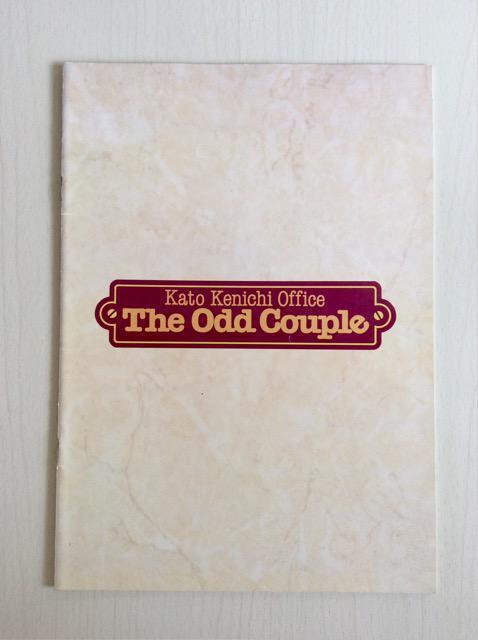 Kato Kenichi Office
The Odd Couple